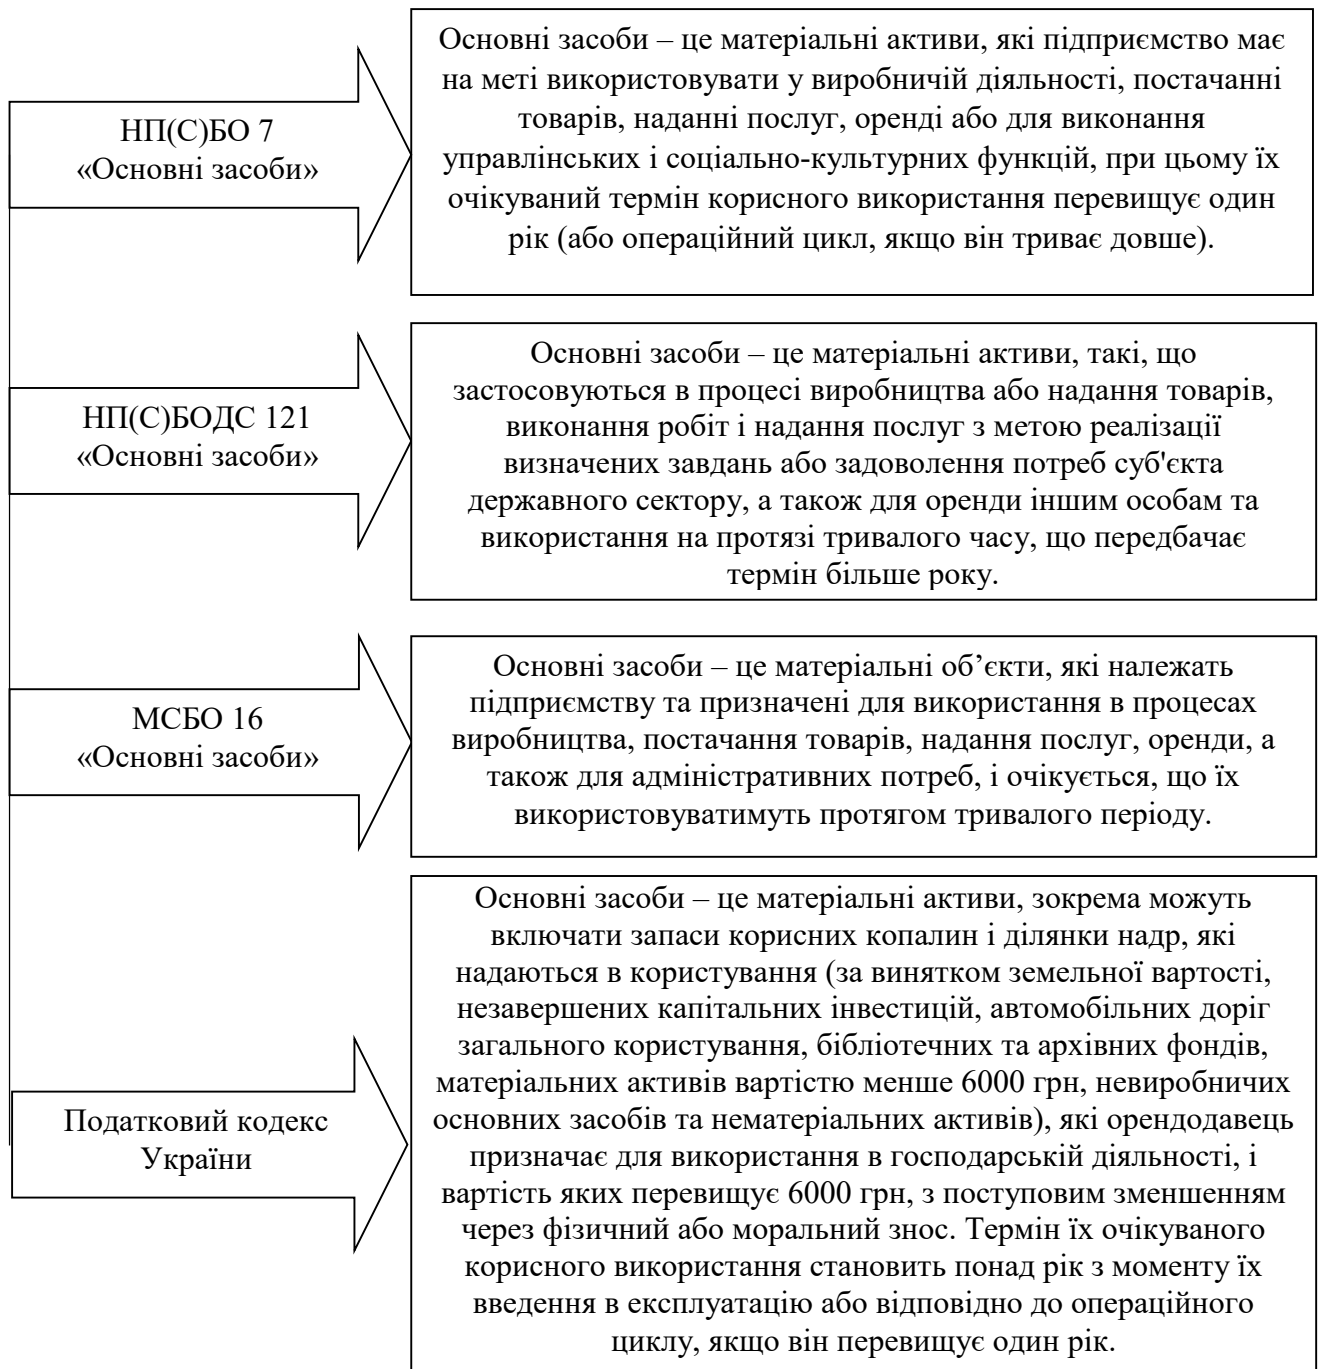 НП(С)БО 7
«Основні засоби»
Основні засоби – це матеріальні активи, які підприємство має
на меті використовувати у виробничій діяльності, постачанні
товарів, наданні послуг, оренді або для виконання
управлінських і соціально-культурних функцій, при цьому їх
очікуваний термін корисного використання перевищує один
рік (або операційний цикл, якщо він триває довше).
НП(С)БОДС 121
«Основні засоби»
Основні засоби – це матеріальні активи, такі, що
застосовуються в процесі виробництва або надання товарів,
виконання робіт і надання послуг з метою реалізації
визначених завдань або задоволення потреб суб'єкта
державного сектору, а також для оренди іншим особам та
використання на протязі тривалого часу, що передбачає
термін більше року.
МСБО 16
«Основні засоби»
Основні засоби – це матеріальні об’єкти, які належать
підприємству та призначені для використання в процесах
виробництва, постачання товарів, надання послуг, оренди, а
також для адміністративних потреб, і очікується, що їх
використовуватимуть протягом тривалого періоду.
Податковий кодекс
України
Основні засоби – це матеріальні активи, зокрема можуть
включати запаси корисних копалин і ділянки надр, які
надаються в користування (за винятком земельної вартості,
незавершених капітальних інвестицій, автомобільних доріг
загального користування, бібліотечних та архівних фондів,
матеріальних активів вартістю менше 6000 грн, невиробничих
основних засобів та нематеріальних активів), які орендодавець
призначає для використання в господарській діяльності, і
вартість яких перевищує 6000 грн, з поступовим зменшенням
через фізичний або моральний знос. Термін їх очікуваного
корисного використання становить понад рік з моменту їх
введення в експлуатацію або відповідно до операційного
циклу, якщо він перевищує один рік.